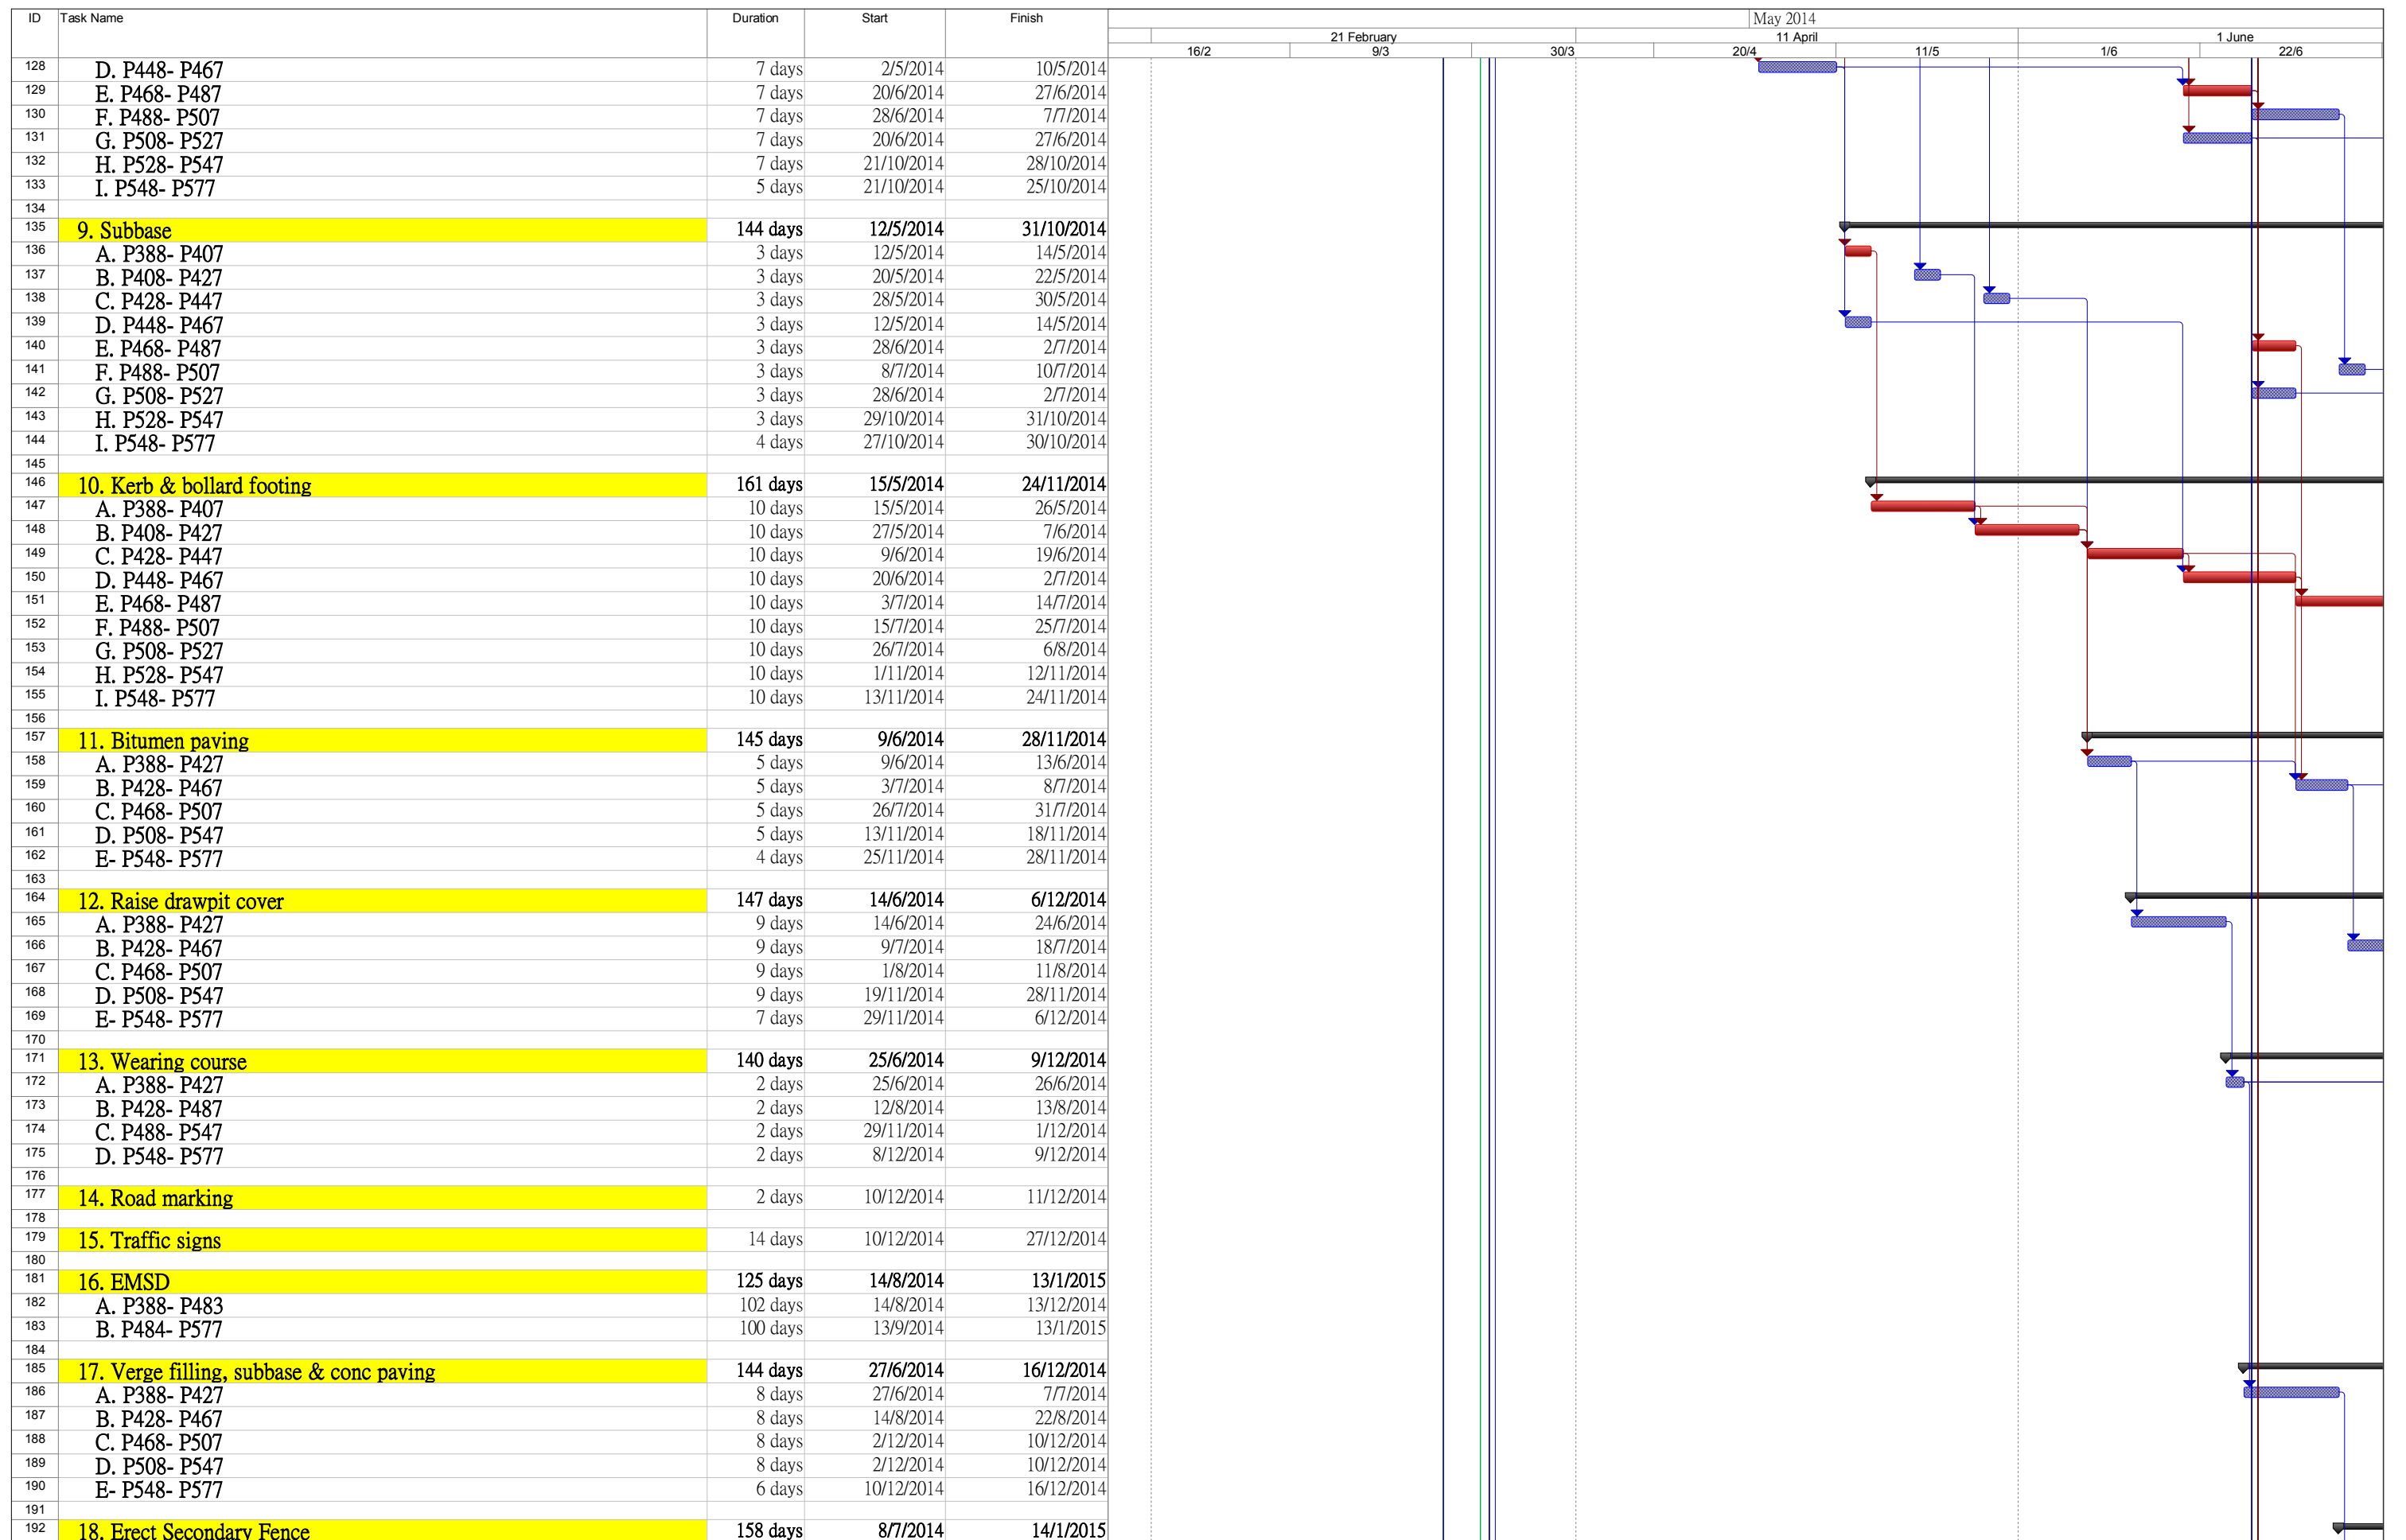 ID Task Name Duration Start Finish May 2014
21 February 11 April 1 June
16/2 9/3 30/3 20/4 11/5 1/6 22/6
128 D. P448- P467 7 days 2/5/2014 10/5/2014
129 E. P468- P487 7 days 20/6/2014 27/6/2014
130 F. P488- P507 7 days 28/6/2014 7/7/2014
131 G. P508- P527 7 days 20/6/2014 27/6/2014
132 H. P528- P547 7 days 21/10/2014 28/10/2014
133 I. P548- P577 5 days 21/10/2014 25/10/2014
134
135 9. Subbase 144 days 12/5/2014 31/10/2014
136 A. P388- P407 3 days 12/5/2014 14/5/2014
137 B. P408- P427 3 days 20/5/2014 22/5/2014
138 C. P428- P447 3 days 28/5/2014 30/5/2014
139 D. P448- P467 3 days 12/5/2014 14/5/2014
140 E. P468- P487 3 days 28/6/2014 2/7/2014
141 F. P488- P507 3 days 8/7/2014 10/7/2014
142 G. P508- P527 3 days 28/6/2014 2/7/2014
143 H. P528- P547 3 days 29/10/2014 31/10/2014
144 I. P548- P577 4 days 27/10/2014 30/10/2014
145
146 10. Kerb & bollard footing 161 days 15/5/2014 24/11/2014
147 A. P388- P407 10 days 15/5/2014 26/5/2014
148 B. P408- P427 10 days 27/5/2014 7/6/2014
149 C. P428- P447 10 days 9/6/2014 19/6/2014
150 D. P448- P467 10 days 20/6/2014 2/7/2014
151 E. P468- P487 10 days 3/7/2014 14/7/2014
152 F. P488- P507 10 days 15/7/2014 25/7/2014
153 G. P508- P527 10 days 26/7/2014 6/8/2014
154 H. P528- P547 10 days 1/11/2014 12/11/2014
155 I. P548- P577 10 days 13/11/2014 24/11/2014
156
157 11. Bitumen paving 145 days 9/6/2014 28/11/2014
158 A. P388- P427 5 days 9/6/2014 13/6/2014
159 B. P428- P467 5 days 3/7/2014 8/7/2014
160 C. P468- P507 5 days 26/7/2014 31/7/2014
161 D. P508- P547 5 days 13/11/2014 18/11/2014
162 E- P548- P577 4 days 25/11/2014 28/11/2014
163
164 12. Raise drawpit cover 147 days 14/6/2014 6/12/2014
165 A. P388- P427 9 days 14/6/2014 24/6/2014
166 B. P428- P467 9 days 9/7/2014 18/7/2014
167 C. P468- P507 9 days 1/8/2014 11/8/2014
168 D. P508- P547 9 days 19/11/2014 28/11/2014
169 E- P548- P577 7 days 29/11/2014 6/12/2014
170
171 13. Wearing course 140 days 25/6/2014 9/12/2014
172 A. P388- P427 2 days 25/6/2014 26/6/2014
173 B. P428- P487 2 days 12/8/2014 13/8/2014
174 C. P488- P547 2 days 29/11/2014 1/12/2014
175 D. P548- P577 2 days 8/12/2014 9/12/2014
176
177 14. Road marking 2 days 10/12/2014 11/12/2014
178
179 15. Traffic signs 14 days 10/12/2014 27/12/2014
180
181 16. EMSD 125 days 14/8/2014 13/1/2015
182 A. P388- P483 102 days 14/8/2014 13/12/2014
183 B. P484- P577 100 days 13/9/2014 13/1/2015
184
185 17. Verge filling, subbase & conc paving 144 days 27/6/2014 16/12/2014
186 A. P388- P427 8 days 27/6/2014 7/7/2014
187 B. P428- P467 8 days 14/8/2014 22/8/2014
188 C. P468- P507 8 days 2/12/2014 10/12/2014
189 D. P508- P547 8 days 2/12/2014 10/12/2014
190 E- P548- P577 6 days 10/12/2014 16/12/2014
191
192 18. Erect Secondary Fence 158 days 8/7/2014 14/1/2015